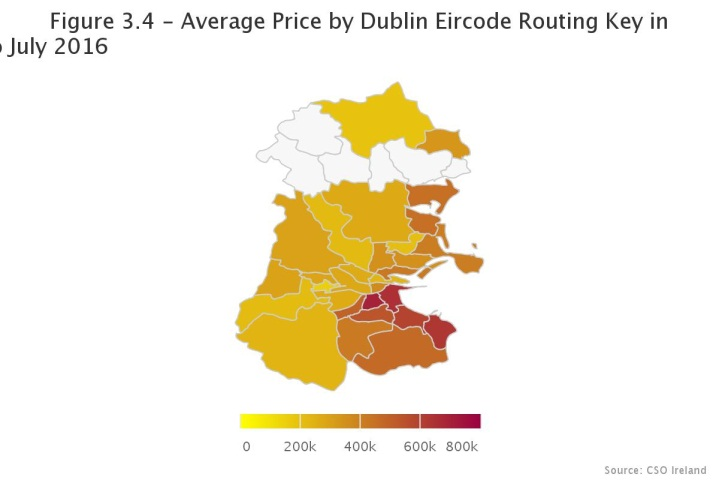 Figure 3.4 – Average Price by Dublin Eircode Routing Key in
July 2016
0 200k 400k 600k 800k
Source: CSO Ireland